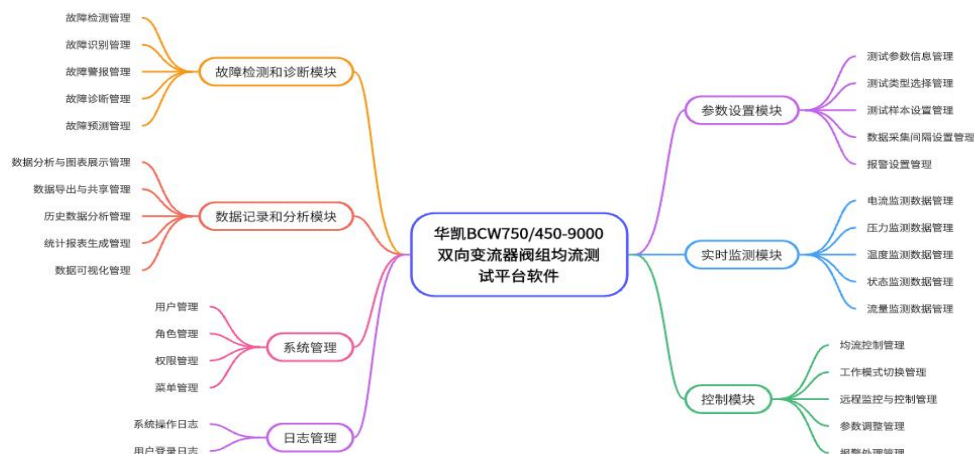 华凯BCW750/450-9000
双向变流器阀组均流测
试平台软件
故障检测和诊断模块
故障检测管理
故障识别管理
故障警报管理
故障诊断管理
故障预测管理
数据记录和分析模块
数据分析与图表展示管理
数据导出与共享管理
历史数据分析管理
统计报表生成管理
数据可视化管理
系统管理
用户管理
角色管理
权限管理
菜单管理
日志管理
系统操作日志
用户登录日志
参数设置模块
测试参数信息管理
测试类型选择管理
测试样本设置管理
数据采集间隔设置管理
报警设置管理
实时监测模块
电流监测数据管理
压力监测数据管理
温度监测数据管理
状态监测数据管理
流量监测数据管理
控制模块
均流控制管理
工作模式切换管理
远程监控与控制管理
参数调整管理
报警处理管理